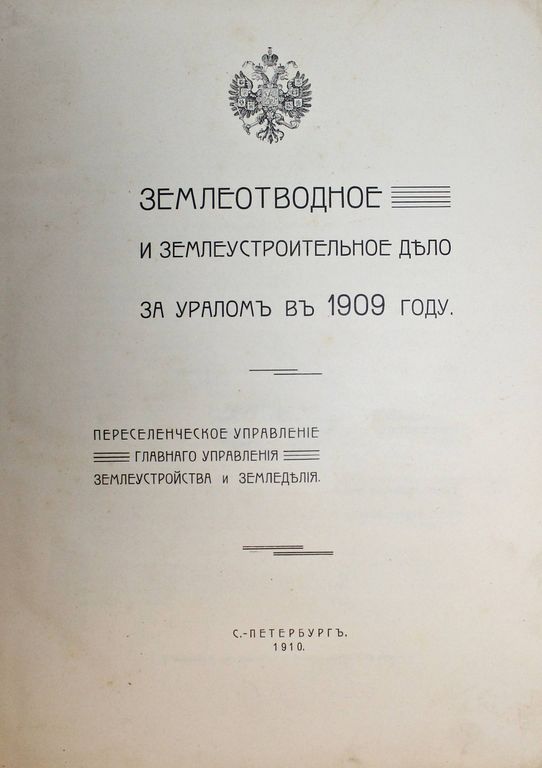 ЗЕМЛЕОТВОДНОЕ
И ЗЕМЛЕУСТРОИТЕЛЬНОЕ ДѢЛО
ЗА УРАЛОМЪ ВЪ 1909 ГОДУ.
ПЕРЕСЕЛЕНЧЕСКОЕ УПРАВЛЕНІЕ
ГЛАВНАГО УПРАВЛЕНІЯ
ЗЕМЛЕУСТРОЙСТВА И ЗЕМЛЕДѢЛІЯ.
С.-ПЕТЕРБУРГЪ.
1910.